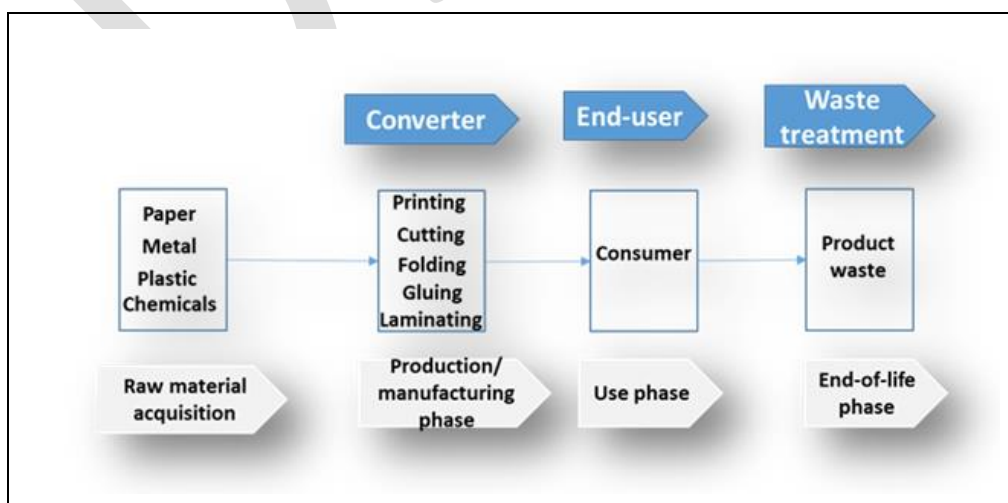 Converter
End-user
Waste
treatment
Paper
Metal
Plastic
Chemicals
Printing
Cutting
Folding
Gluing
Laminating
Consumer
Product
waste
Raw material
acquisition
Production/
manufacturing
phase
Use phase
End-of-life
phase